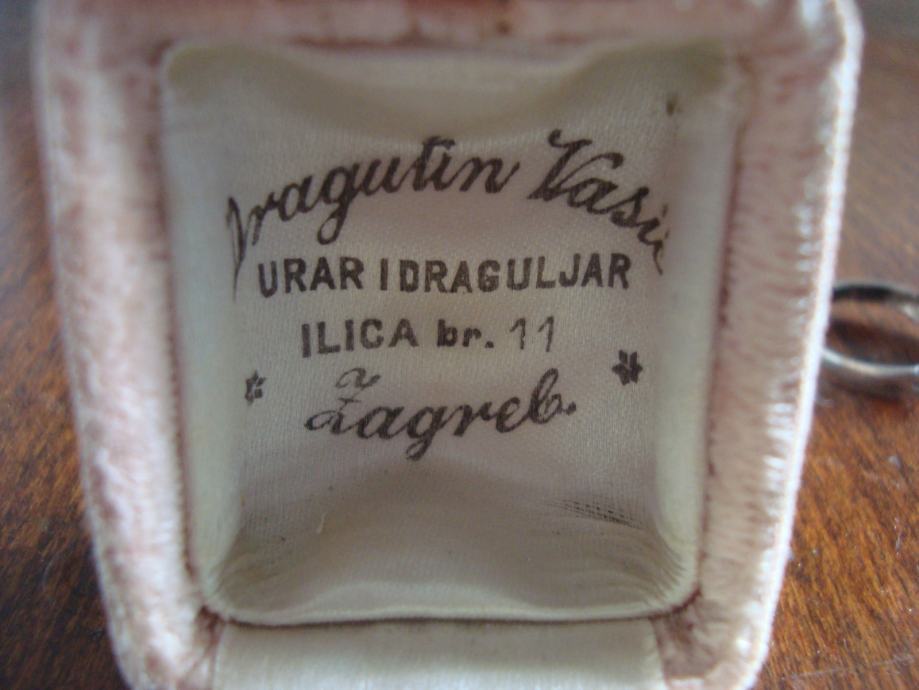 Dragutin Vasić
URAR I DRAGULJAR
ILICA br. 11
Zagreb.